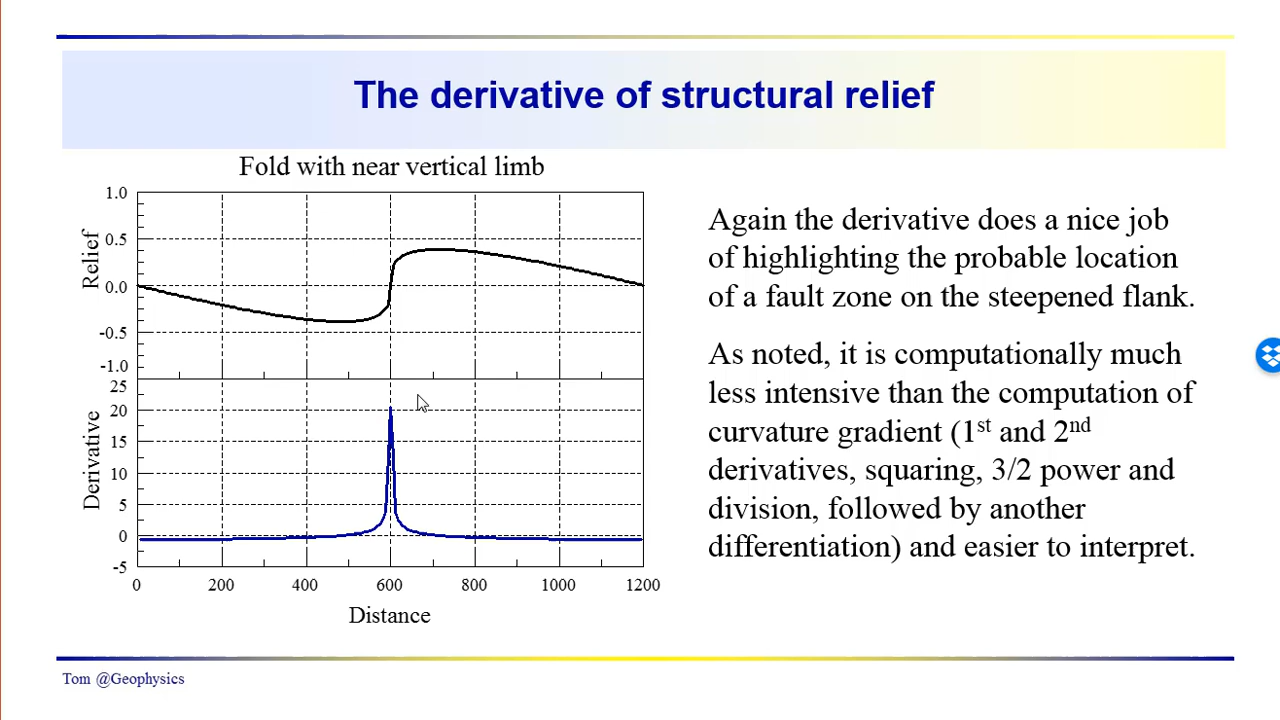 The derivative of structural relief
Fold with near vertical limb
1.0
0.5
0.0
-0.5
-1.0
Relief
25
20
15
10
5
0
-5
Derivative
0 200 400 600 800 1000 1200
Distance
Again the derivative does a nice job
of highlighting the probable location
of a fault zone on the steepened flank.
As noted, it is computationally much
less intensive than the computation of
curvature gradient (1st and 2nd
derivatives, squaring, 3/2 power and
division, followed by another
differentiation) and easier to interpret.
Tom @Geophysics